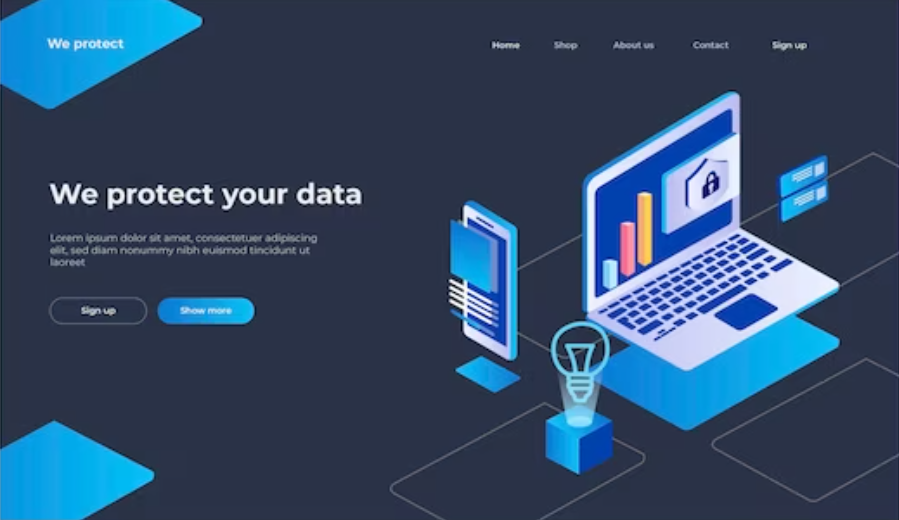 We protect
Home Shop About us Contact Sign up
We protect your data
Lorem ipsum dolor sit amet, consectetuer adipiscing
elit, sed diam nonummy nibh euismod tincidunt ut
laoreet
Sign up Show more